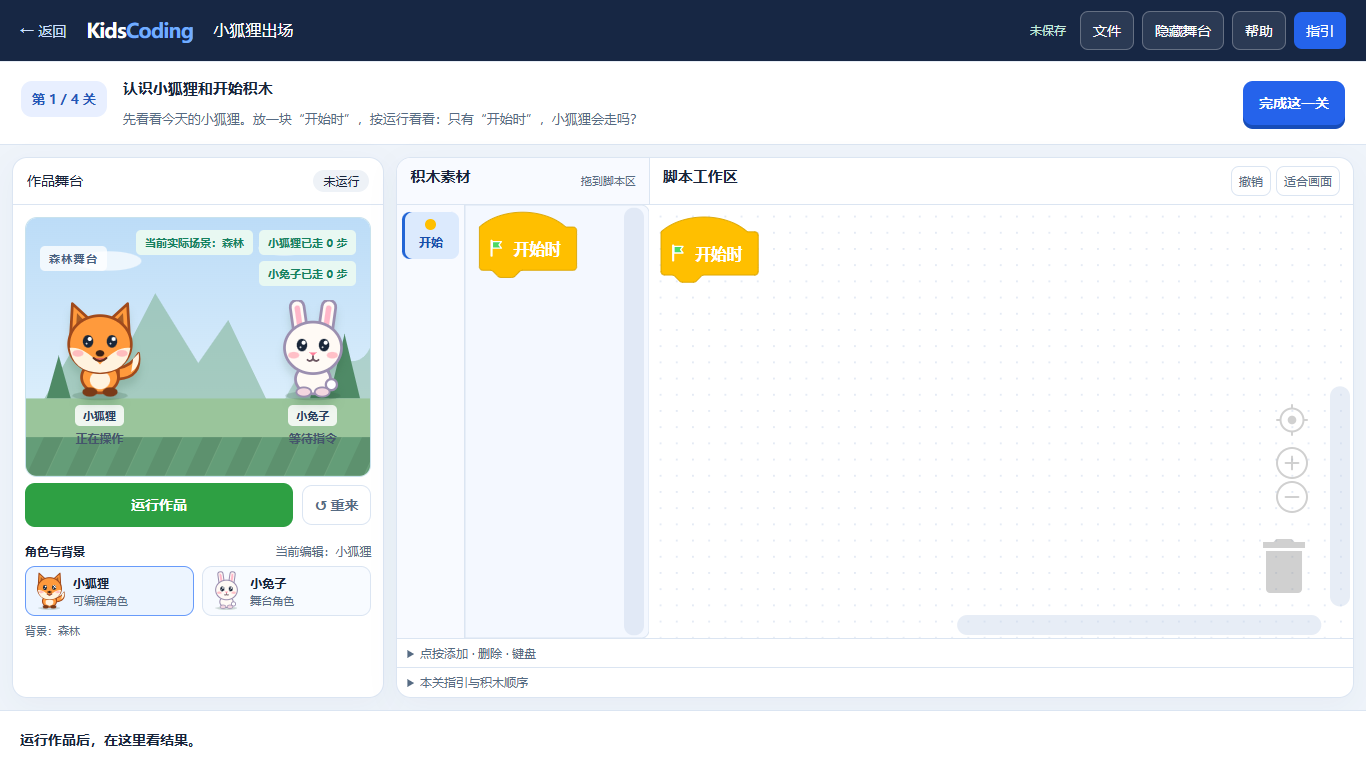 ←返回 KidsCoding 小狐狸出场 未保存 文件 隐藏舞台 帮助 指引
第 1 / 4 关
认识小狐狸和开始积木
先看看今天的小狐狸。放一块“开始时”，按运行看看：只有“开始时”，小狐狸会走吗？
完成这一关
作品舞台 未运行
当前实际场景：森林 小狐狸已走 0 步
森林舞台
小兔子已走 0 步
小狐狸 小兔子
正在操作 等待指令
运行作品 ↺ 重来
角色与背景 当前编辑：小狐狸
小狐狸 小兔子
可编程角色 舞台角色
背景：森林
积木素材 拖到脚本区
开始
开始时
脚本工作区 撤销 适合画面
开始时
▶ 点按添加 · 删除 · 键盘
▶ 本关指引与积木顺序
运行作品后，在这里看结果。